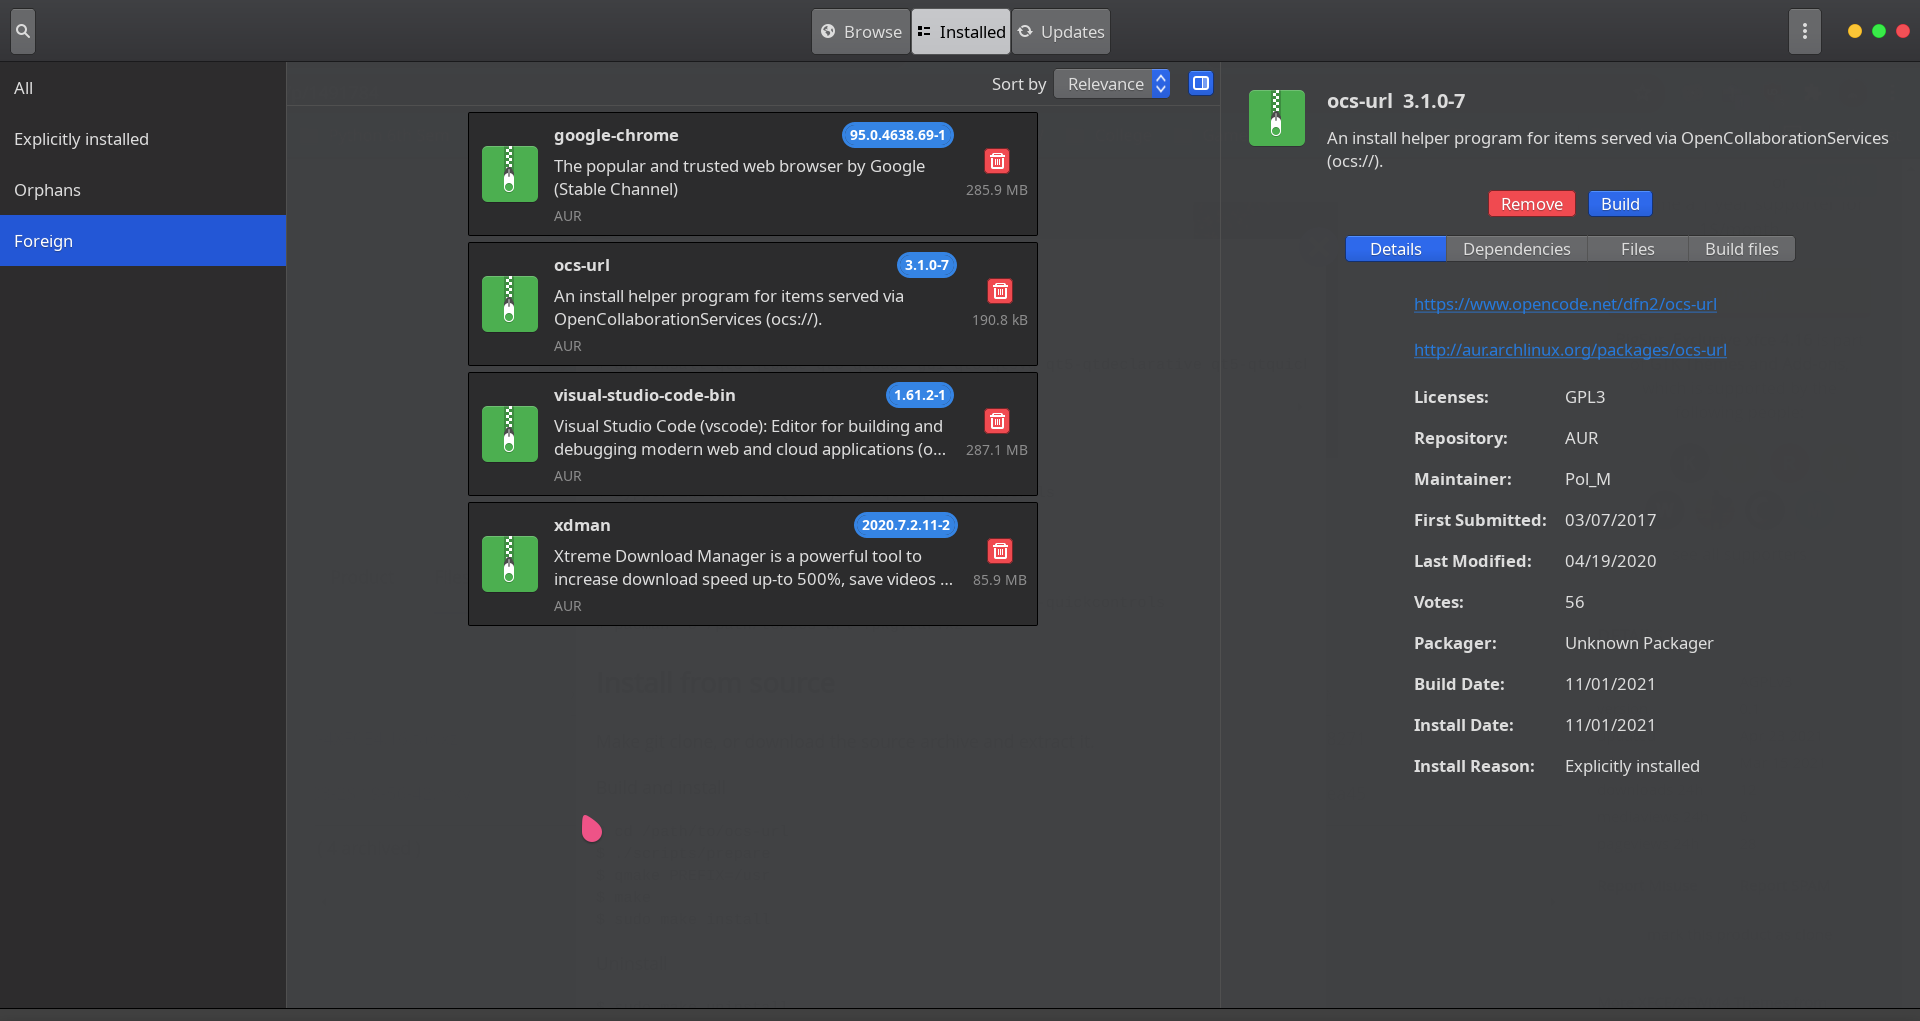 Browse
Installed
Updates
All
Explicitly installed
Orphans
Foreign
Sort by
Relevance
google-chrome
95.0.4638.69-1
The popular and trusted web browser by Google
(Stable Channel)
285.9 MB
AUR
ocs-url
3.1.0-7
An install helper program for items served via
OpenCollaborationServices (ocs://).
190.8 kB
AUR
visual-studio-code-bin
1.61.2-1
Visual Studio Code (vscode): Editor for building and
debugging modern web and cloud applications (o...
287.1 MB
AUR
xdman
2020.7.2.11-2
Xtreme Download Manager is a powerful tool to
increase download speed up-to 500%, save videos ...
85.9 MB
AUR
Install from source
ocs-url 3.1.0-7
An install helper program for items served via OpenCollaborationServices
(ocs://).
Remove
Build
Details
Dependencies
Files
Build files
https://www.opencode.net/dfn2/ocs-url
http://aur.archlinux.org/packages/ocs-url
Licenses: GPL3
Repository: AUR
Maintainer: Pol_M
First Submitted: 03/07/2017
Last Modified: 04/19/2020
Votes: 56
Packager: Unknown Packager
Build Date: 11/01/2021
Install Date: 11/01/2021
Install Reason: Explicitly installed